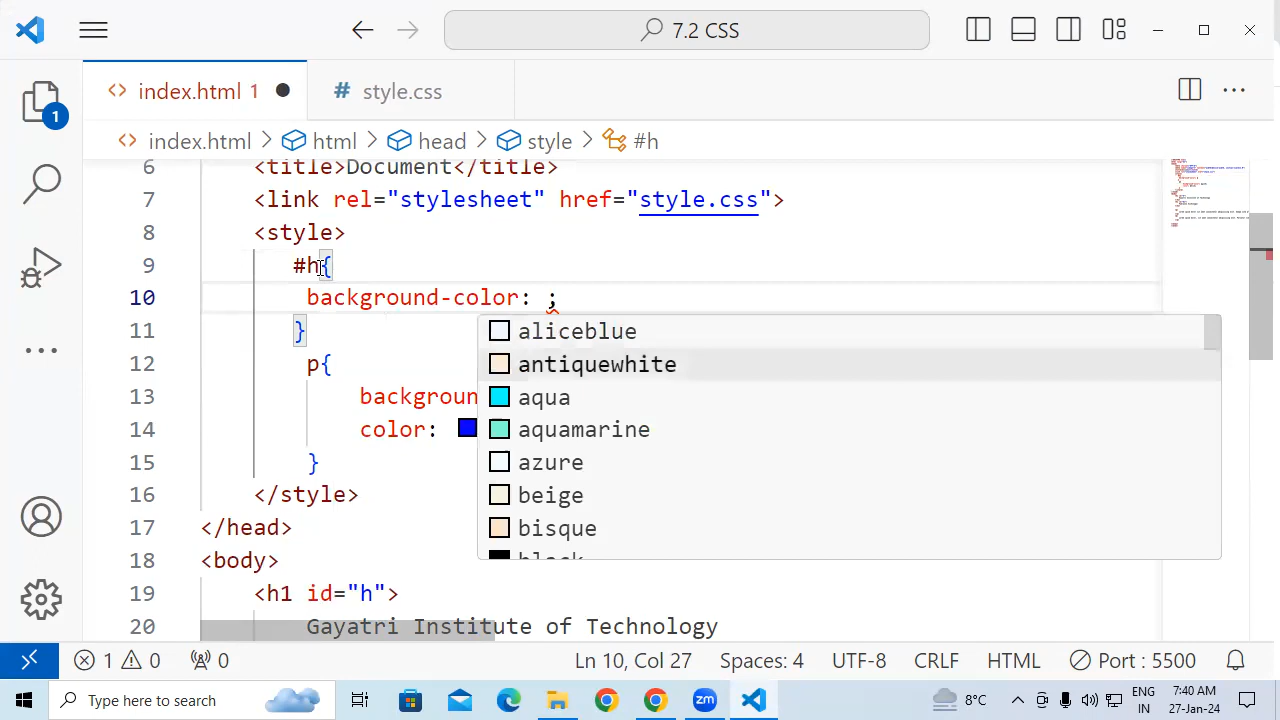 7.2 CSS
index.html 1
# style.css
index.html > html > head > style > #h
6 <title>Document</title>
7 <link rel="stylesheet" href="style.css">
8 <style>
9 #h{
10 background-color: ;
11 }
aliceblue
12 p{
antiquewhite
13 background
aqua
14 color:
aquamarine
15 }
azure
16 </style>
beige
17 </head>
bisque
18 <body>
black
19 <h1 id="h">
20 Gayatri Institute of Technology
1
1 0 0 Ln 10, Col 27 Spaces: 4 UTF-8 CRLF HTML Port : 5500
Type here to search
zm
8°C
ENG
IN
7:40 AM
27-Jan-24